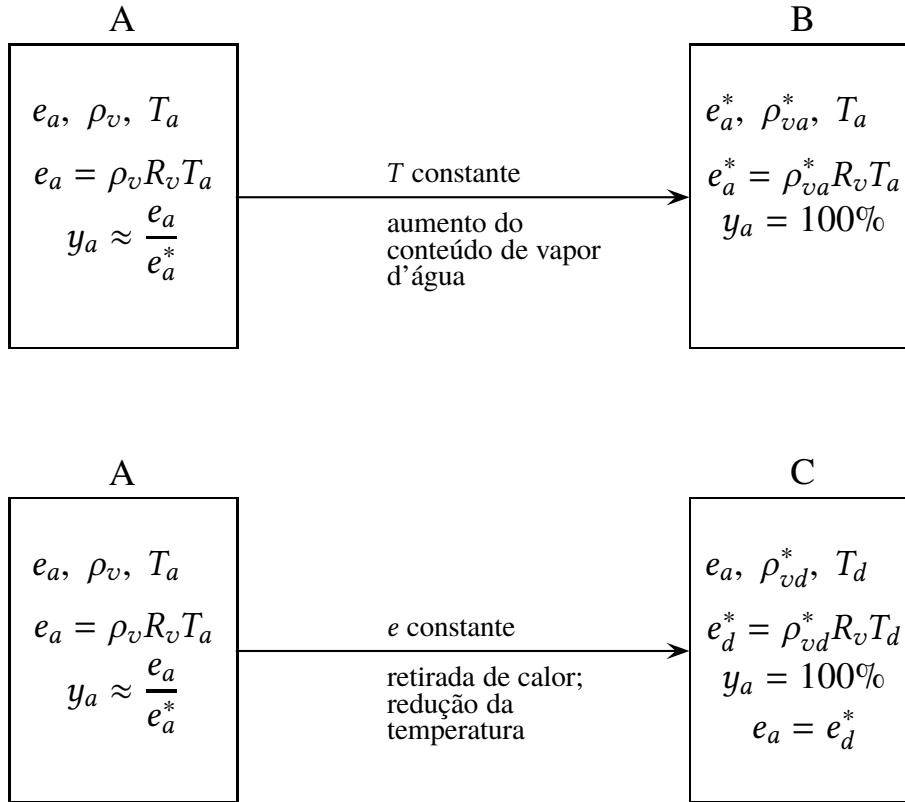 A
B
e_a, ρ_v, T_a
e_a = ρ_v R_v T_a
y_a ≈ e_a / e_a^*
T constante
aumento do
conteúdo de vapor
d'água
e_a^*, ρ_{va}^*, T_a
e_a^* = ρ_{va}^* R_v T_a
y_a = 100%
A
C
e_a, ρ_v, T_a
e_a = ρ_v R_v T_a
y_a ≈ e_a / e_a^*
e constante
retirada de calor;
redução da
temperatura
e_a, ρ_{vd}^*, T_d
e_d^* = ρ_{vd}^* R_v T_d
y_a = 100%
e_a = e_d^*